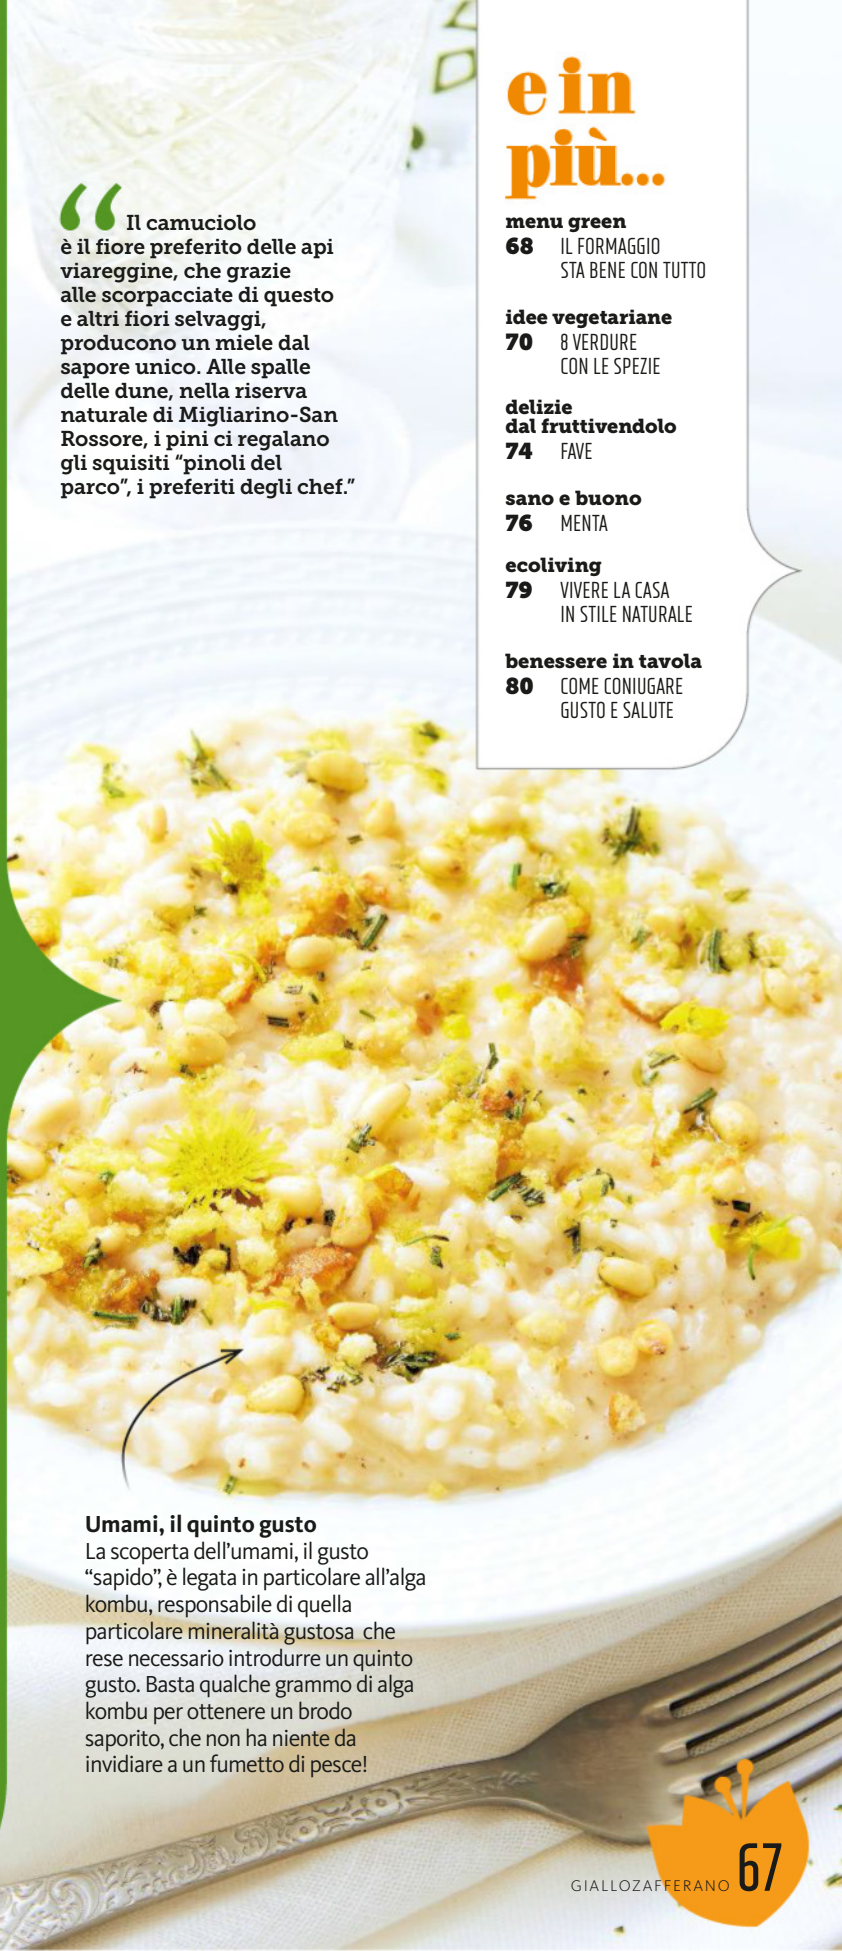 “Il camuciolo
è il fiore preferito delle api
viareggine, che grazie
alle scorpacciate di questo
e altri fiori selvaggi,
producono un miele dal
sapore unico. Alle spalle
delle dune, nella riserva
naturale di Migliarino-San
Rossore, i pini ci regalano
gli squisiti “pinoli del
parco”, i preferiti degli chef.”
e in
più...
menu green
68 IL FORMAGGIO
STA BENE CON TUTTO
idee vegetariane
70 8 VERDURE
CON LE SPEZIE
delizie
dal fruttivendolo
74 FAVE
sano e buono
76 MENTA
ecoliving
79 VIVERE LA CASA
IN STILE NATURALE
benessere in tavola
80 COME CONIUGARE
GUSTO E SALUTE
Umami, il quinto gusto
La scoperta dell’umami, il gusto
“sapido”, è legata in particolare all’alga
kombu, responsabile di quella
particolare mineralità gustosa che
rese necessario introdurre un quinto
gusto. Basta qualche grammo di alga
kombu per ottenere un brodo
saporito, che non ha niente da
invidiare a un fumetto di pesce!
GIALLOZAFFERANO 67